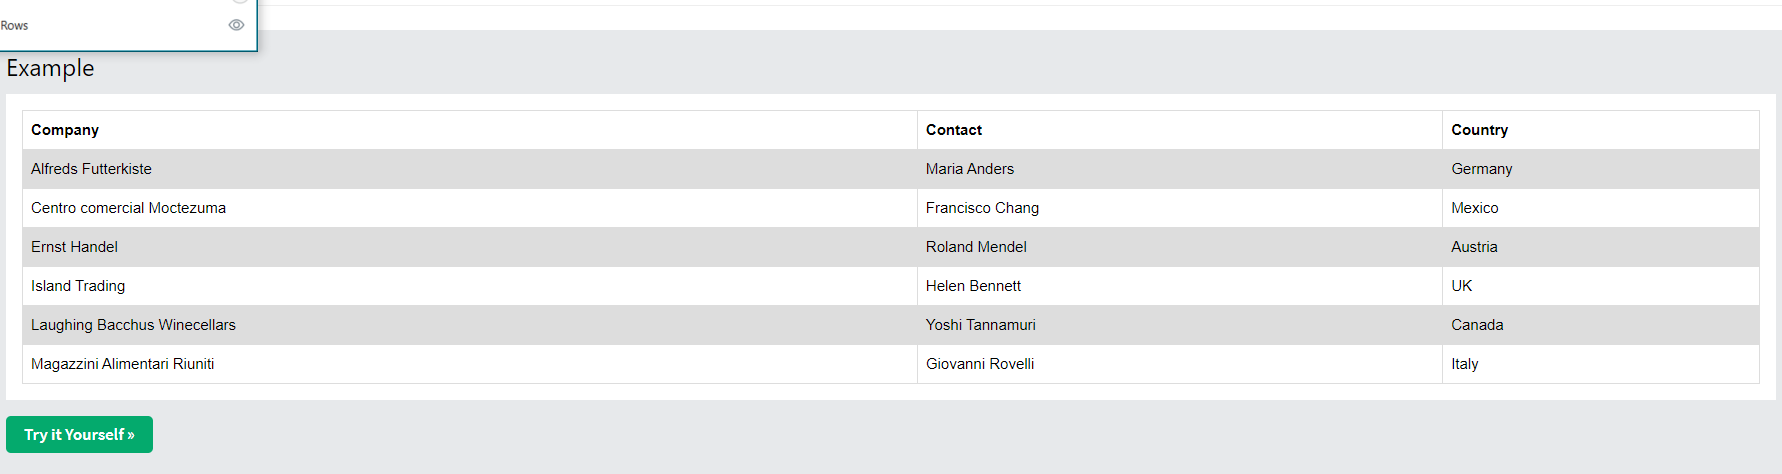 Rows
Example
Company Contact Country
Alfreds Futterkiste Maria Anders Germany
Centro comercial Moctezuma Francisco Chang Mexico
Ernst Handel Roland Mendel Austria
Island Trading Helen Bennett UK
Laughing Bacchus Winecellars Yoshi Tannamuri Canada
Magazzini Alimentari Riuniti Giovanni Rovelli Italy
Try it Yourself »